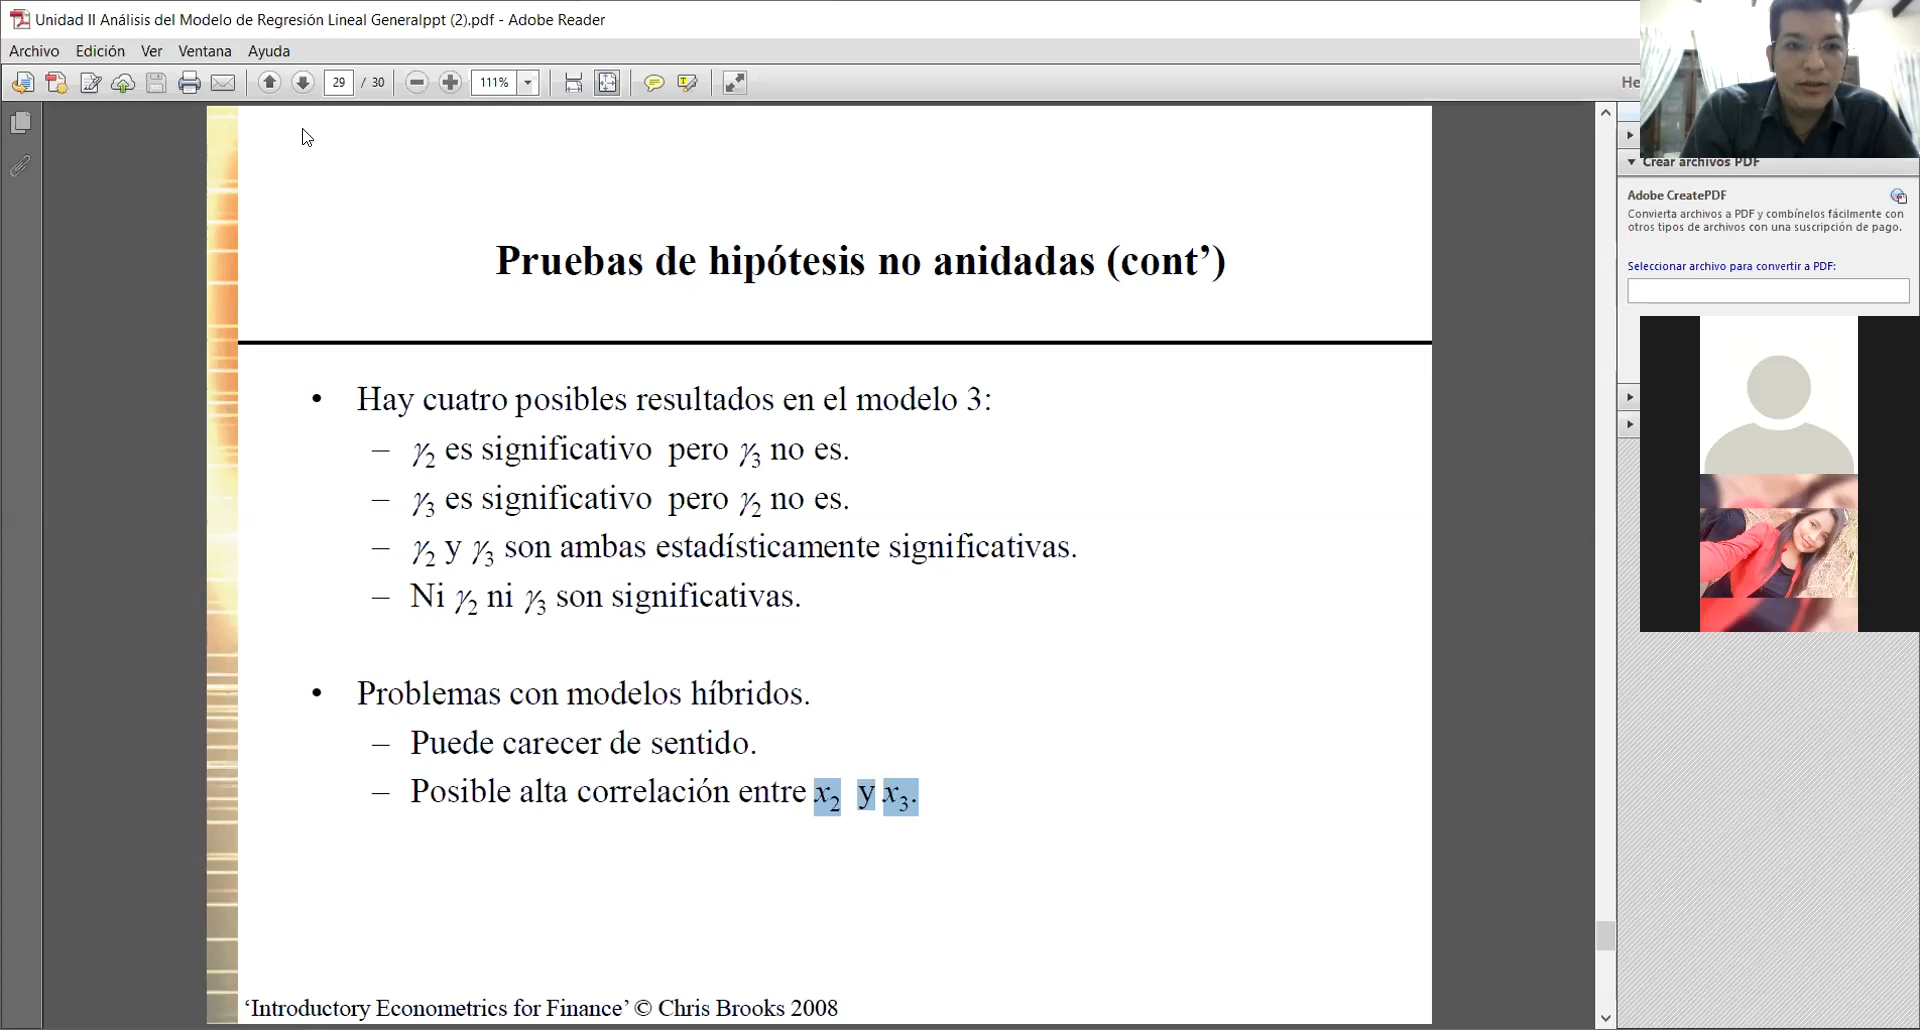 Unidad II Análisis del Modelo de Regresión Lineal Generalppt (2).pdf - Adobe Reader
Archivo Edición Ver Ventana Ayuda
29 / 30 111% He
Crear archivos PDF
Adobe CreatePDF
Convierta archivos a PDF y combínelos fácilmente con
otros tipos de archivos con una suscripción de pago.
Seleccionar archivo para convertir a PDF:
Pruebas de hipótesis no anidadas (cont’)
• Hay cuatro posibles resultados en el modelo 3:
– γ₂ es significativo pero γ₃ no es.
– γ₃ es significativo pero γ₂ no es.
– γ₂ y γ₃ son ambas estadísticamente significativas.
– Ni γ₂ ni γ₃ son significativas.
• Problemas con modelos híbridos.
– Puede carecer de sentido.
– Posible alta correlación entre x₂ y x₃.
‘Introductory Econometrics for Finance’ © Chris Brooks 2008